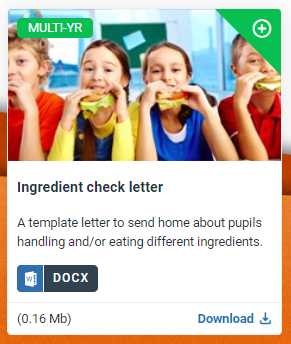 MULTI-YR
Ingredient check letter
A template letter to send home about pupils
handling and/or eating different ingredients.
W DOCX
(0.16 Mb) Download